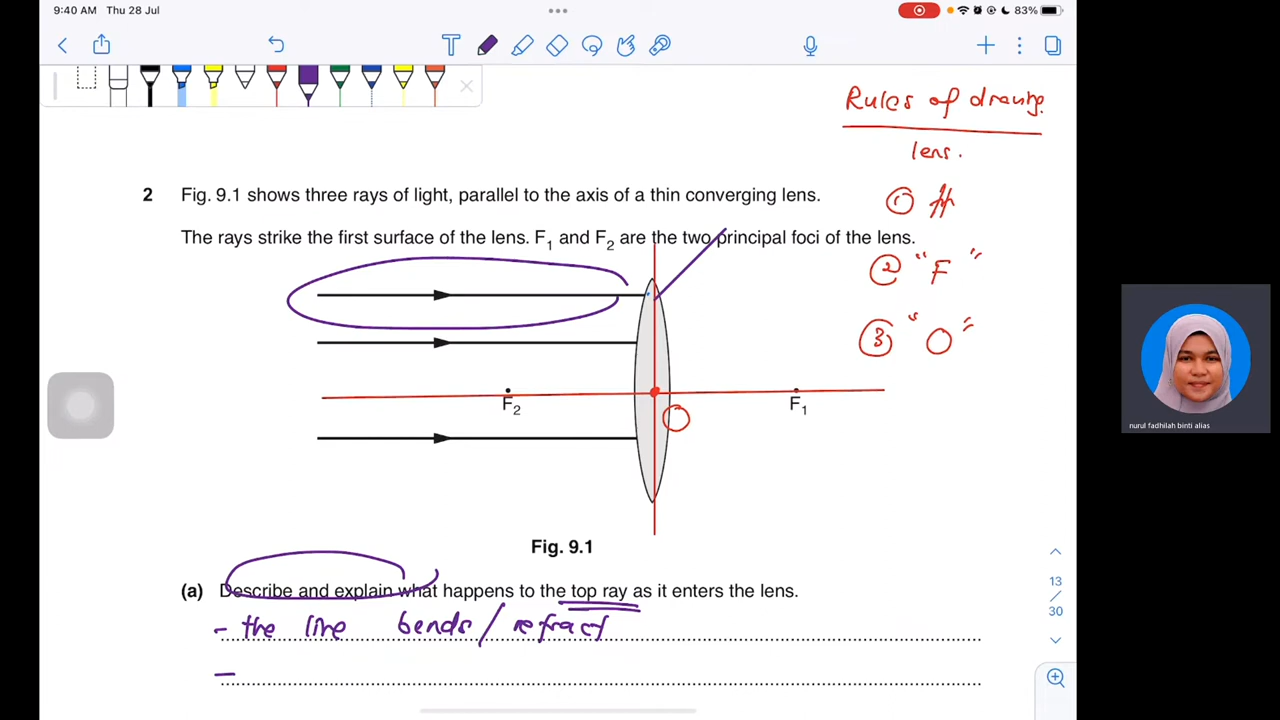 9:40 AM Thu 28 Jul
83%
T
Rules of drawing
lens.
2 Fig. 9.1 shows three rays of light, parallel to the axis of a thin converging lens.
① //
The rays strike the first surface of the lens. F1 and F2 are the two principal foci of the lens.
② "F"
③ "O"
F2
O
F1
nurul fadhilah binti alias
Fig. 9.1
(a) Describe and explain what happens to the top ray as it enters the lens.
- the line bends/refract
-
13
/
30